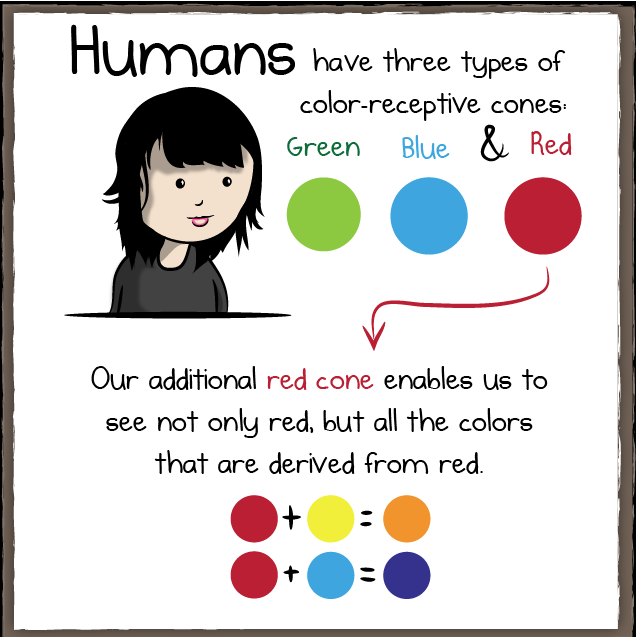 Humans have three types of
color-receptive cones:
Green Blue & Red
Our additional red cone enables us to
see not only red, but all the colors
that are derived from red.
+ =
+ =